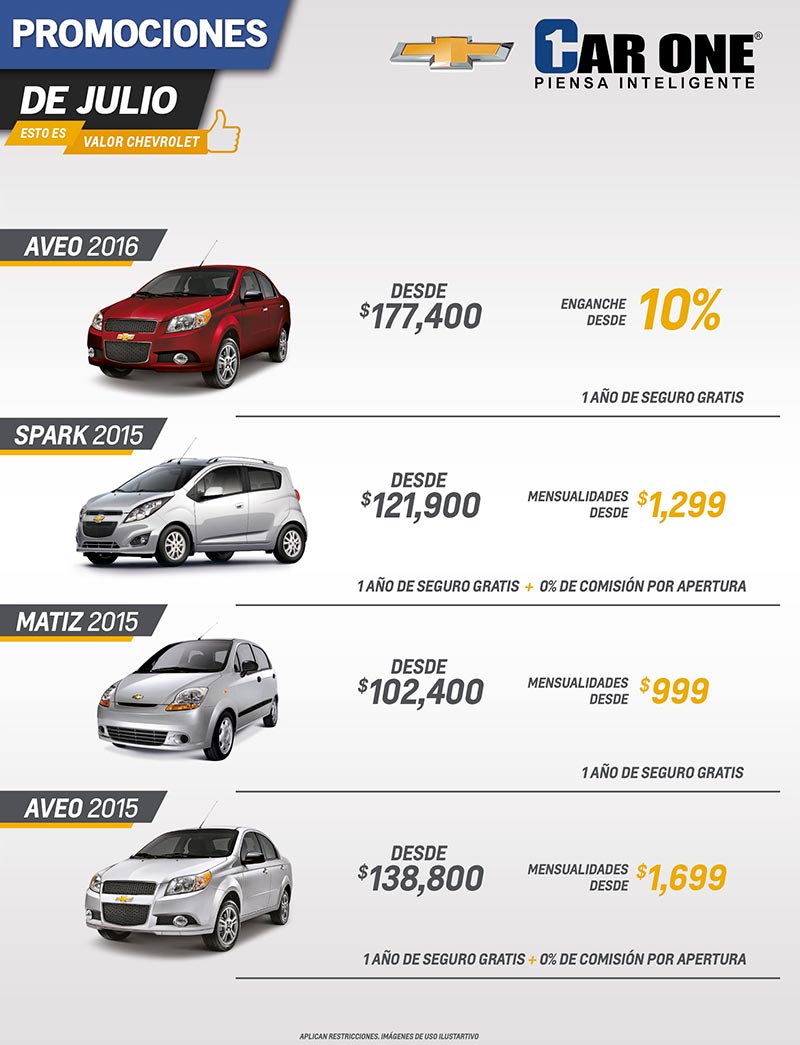 PROMOCIONES
DE JULIO
ESTO ES
VALOR CHEVROLET
1CAR ONE®
PIENSA INTELIGENTE
AVEO 2016
DESDE
$177,400
ENGANCHE
DESDE
10%
1 AÑO DE SEGURO GRATIS
SPARK 2015
DESDE
$121,900
MENSUALIDADES
DESDE
$1,299
1 AÑO DE SEGURO GRATIS + 0% DE COMISIÓN POR APERTURA
MATIZ 2015
DESDE
$102,400
MENSUALIDADES
DESDE
$999
1 AÑO DE SEGURO GRATIS
AVEO 2015
DESDE
$138,800
MENSUALIDADES
DESDE
$1,699
1 AÑO DE SEGURO GRATIS + 0% DE COMISIÓN POR APERTURA
APLICAN RESTRICCIONES. IMÁGENES DE USO ILUSTARTIVO